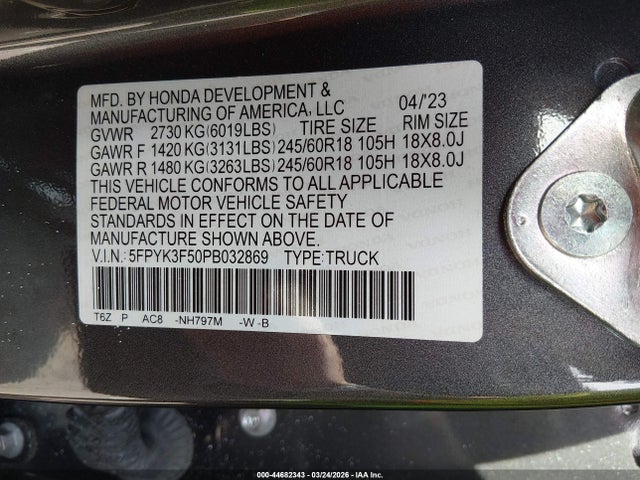 MFD. BY HONDA DEVELOPMENT &
MANUFACTURING OF AMERICA, LLC 04/'23
GVWR 2730 KG(6019LBS) TIRE SIZE RIM SIZE
GAWR F 1420 KG(3131LBS) 245/60R18 105H 18X8.0J
GAWR R 1480 KG(3263LBS) 245/60R18 105H 18X8.0J
THIS VEHICLE CONFORMS TO ALL APPLICABLE
FEDERAL MOTOR VEHICLE SAFETY
STANDARDS IN EFFECT ON THE DATE OF
MANUFACTURE SHOWN ABOVE.
V.I.N.: 5FPYK3F50PB032869 TYPE:TRUCK
T6Z P AC8 -NH797M -W -B
000-44682343 - 03/24/2026 - IAA Inc.